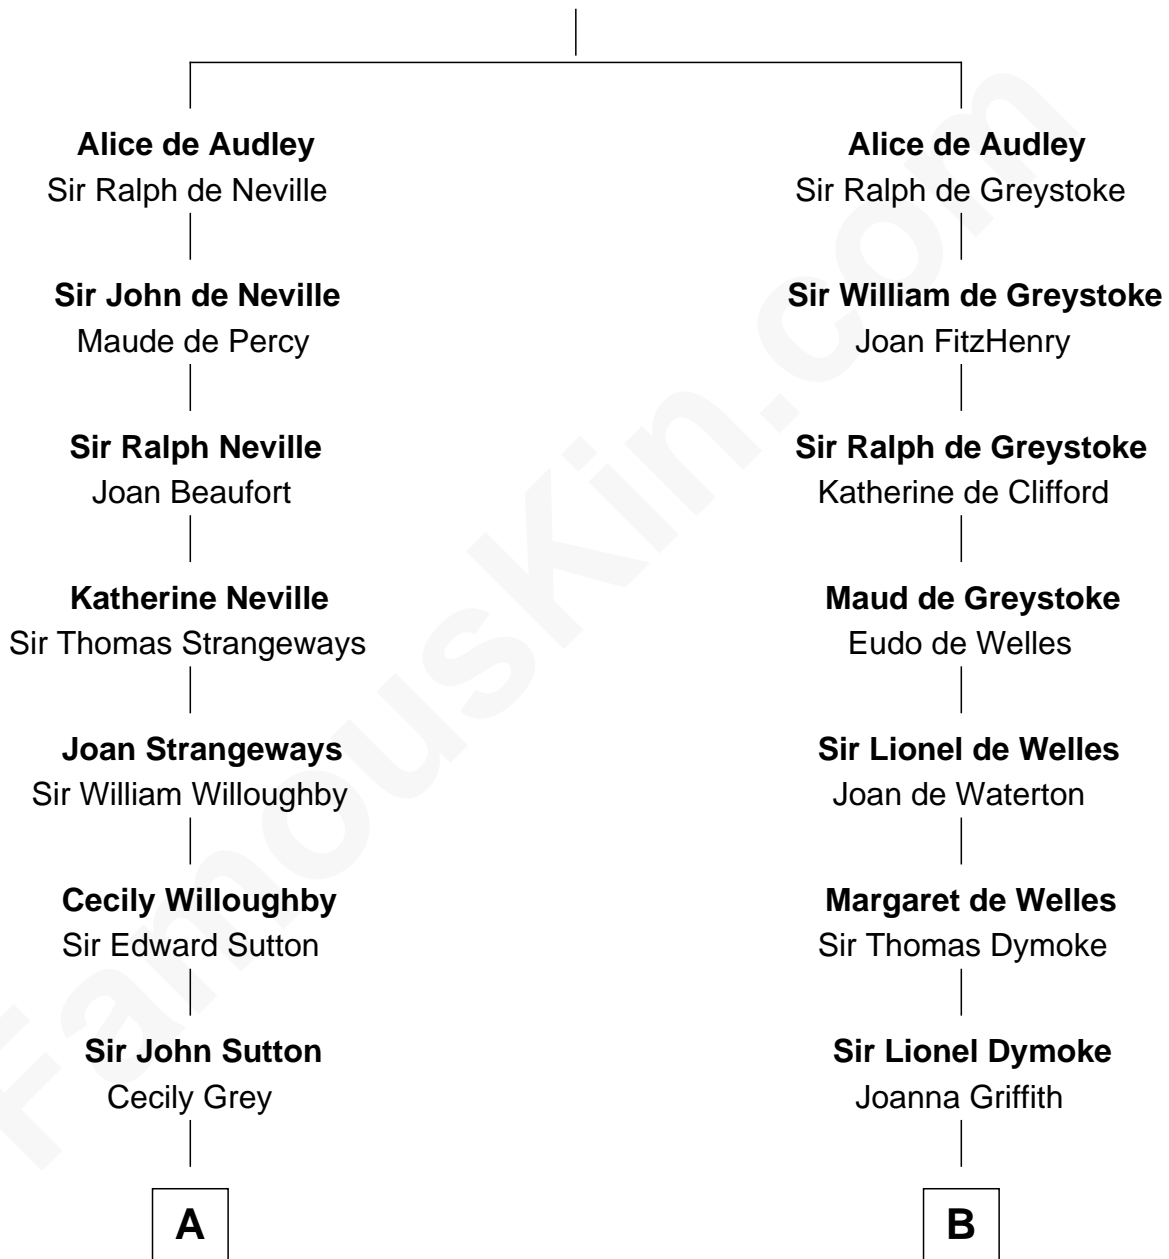 Alice de Audley
Sir Ralph de Neville
Sir John de Neville
Maude de Percy
Sir Ralph Neville
Joan Beaufort
Katherine Neville
Sir Thomas Strangeways
Joan Strangeways
Sir William Willoughby
Cecily Willoughby
Sir Edward Sutton
Sir John Sutton
Cecily Grey
A
Alice de Audley
Sir Ralph de Greystoke
Sir William de Greystoke
Joan FitzHenry
Sir Ralph de Greystoke
Katherine de Clifford
Maud de Greystoke
Eudo de Welles
Sir Lionel de Welles
Joan de Waterton
Margaret de Welles
Sir Thomas Dymoke
Sir Lionel Dymoke
Joanna Griffith
B
FamousKin.com